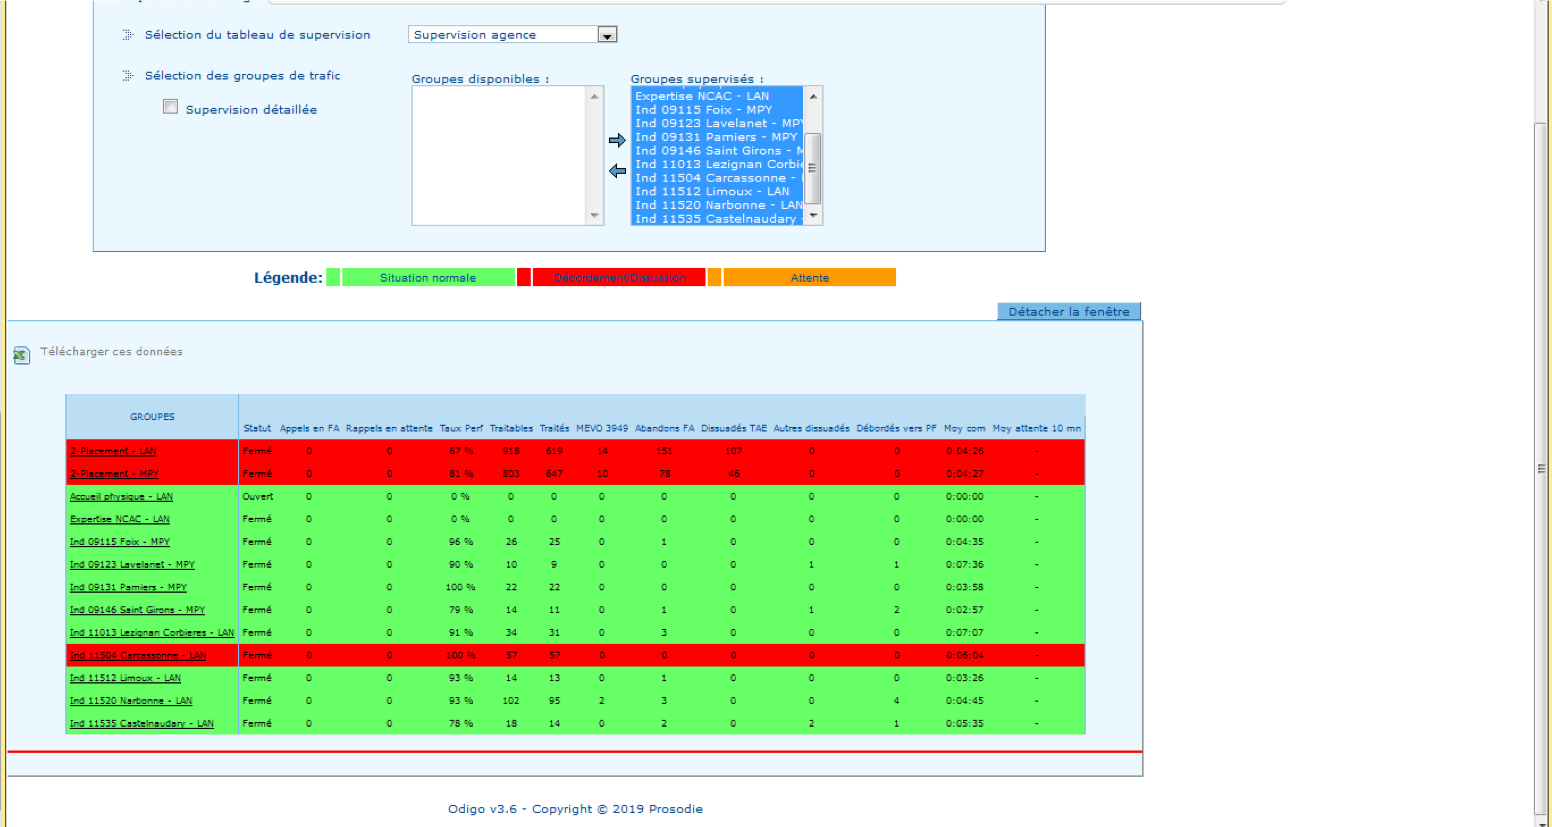 Sélection du tableau de supervision Supervision agence
Sélection des groupes de trafic
Groupes disponibles : Groupes supervisés :
Supervision détaillée
Expertise NCAC - LAN
Ind 09115 Foix - MPY
Ind 09123 Lavelanet - MPY
Ind 09131 Pamiers - MPY
Ind 09146 Saint Girons - M
Ind 11013 Lezignan Corbie
Ind 11504 Carcassonne -
Ind 11512 Limoux - LAN
Ind 11520 Narbonne - LAN
Ind 11535 Castelnaudary -
Légende: Situation normale Débordement/Dissuasion Attente
Détacher la fenêtre
Télécharger ces données
GROUPES
Statut Appels en FA Rappels en attente Taux Perf Traitables Traités MEVO 3949 Abandons FA Dissuadés TAE Autres dissuadés Débordés vers PF Moy com Moy attente 10 mn
2-Placement - LAN Fermé 0 0 67 % 918 619 14 151 107 0 0 0:04:26 -
2-Placement - MPY Fermé 0 0 81 % 803 647 10 78 46 0 0 0:04:27 -
Accueil physique - LAN Ouvert 0 0 0 % 0 0 0 0 0 0 0 0:00:00 -
Expertise NCAC - LAN Fermé 0 0 0 % 0 0 0 0 0 0 0 0:00:00 -
Ind 09115 Foix - MPY Fermé 0 0 96 % 26 25 0 1 0 0 0 0:04:35 -
Ind 09123 Lavelanet - MPY Fermé 0 0 90 % 10 9 0 0 0 1 1 0:07:36 -
Ind 09131 Pamiers - MPY Fermé 0 0 100 % 22 22 0 0 0 0 0 0:03:58 -
Ind 09146 Saint Girons - MPY Fermé 0 0 79 % 14 11 0 1 0 1 2 0:02:57 -
Ind 11013 Lezignan Corbieres - LAN Fermé 0 0 91 % 34 31 0 3 0 0 0 0:07:07 -
Ind 11504 Carcassonne - LAN Fermé 0 0 100 % 57 57 0 0 0 0 0 0:06:04 -
Ind 11512 Limoux - LAN Fermé 0 0 93 % 14 13 0 1 0 0 0 0:03:26 -
Ind 11520 Narbonne - LAN Fermé 0 0 93 % 102 95 2 3 0 0 4 0:04:45 -
Ind 11535 Castelnaudary - LAN Fermé 0 0 78 % 18 14 0 2 0 2 1 0:05:35 -
Odigo v3.6 - Copyright © 2019 Prosodie